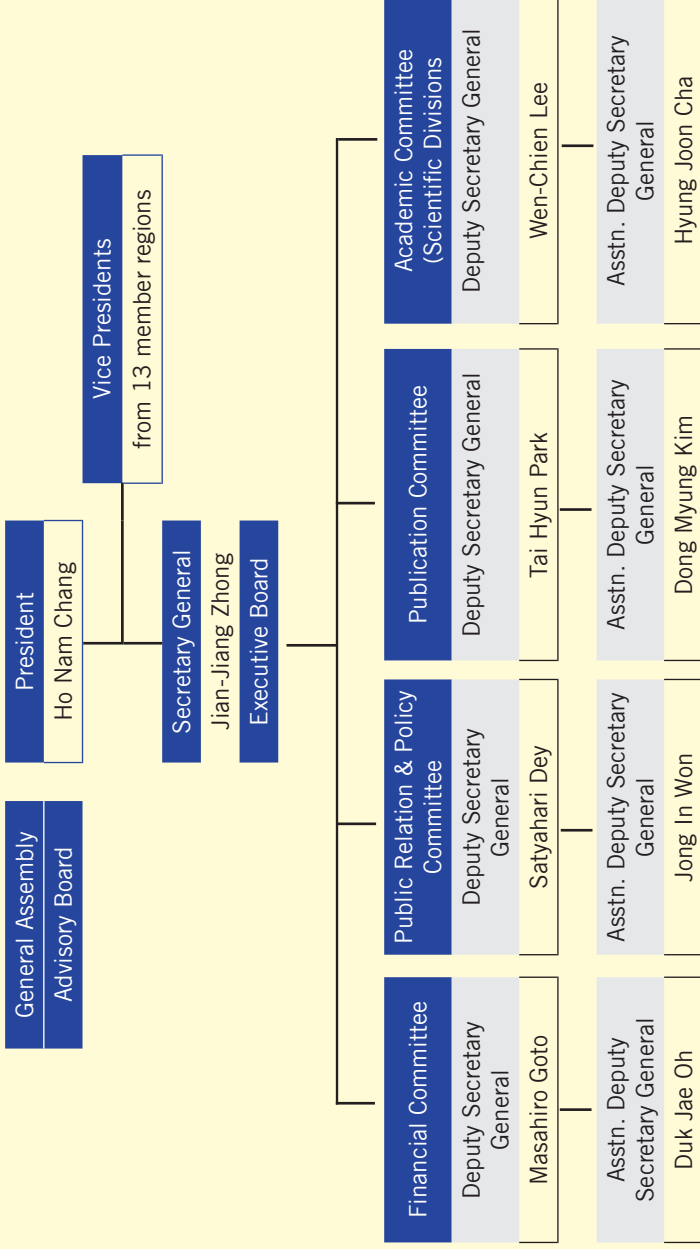 General Assembly
Advisory Board
President
Ho Nam Chang
Vice Presidents
from 13 member regions
Secretary General
Jian-Jiang Zhong
Executive Board
Financial Committee
Deputy Secretary
General
Masahiro Goto
Asstn. Deputy
Secretary General
Duk Jae Oh
Public Relation & Policy
Committee
Deputy Secretary
General
Satyahari Dey
Asstn. Deputy Secretary
General
Jong In Won
Publication Committee
Deputy Secretary General
Tai Hyun Park
Asstn. Deputy Secretary
General
Dong Myung Kim
Academic Committee
(Scientific Divisions
Deputy Secretary General
Wen-Chien Lee
Asstn. Deputy Secretary
General
Hyung Joon Cha